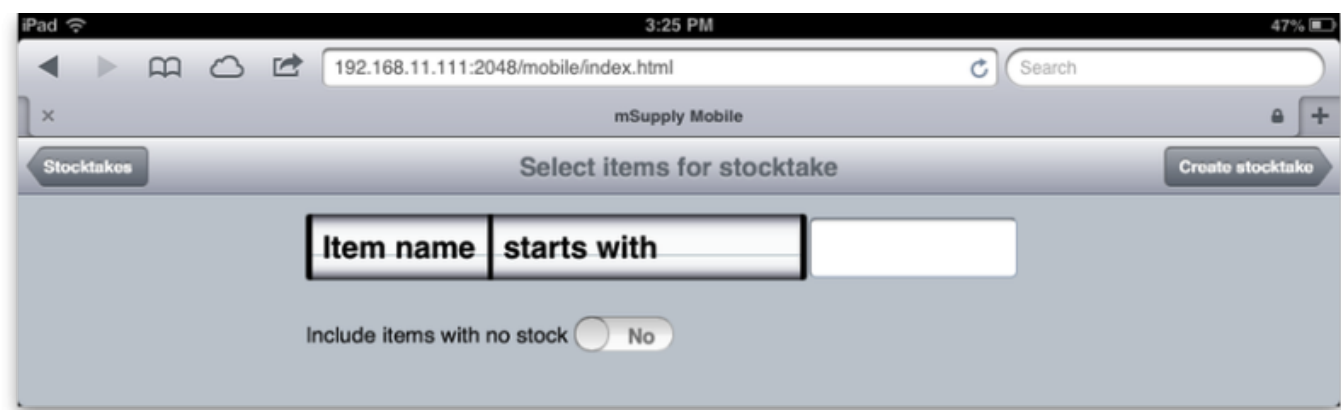 iPad 3:25 PM 47%
192.168.11.111:2048/mobile/index.html Search
mSupply Mobile
Stocktakes Select items for stocktake Create stocktake
Item name starts with
Include items with no stock No